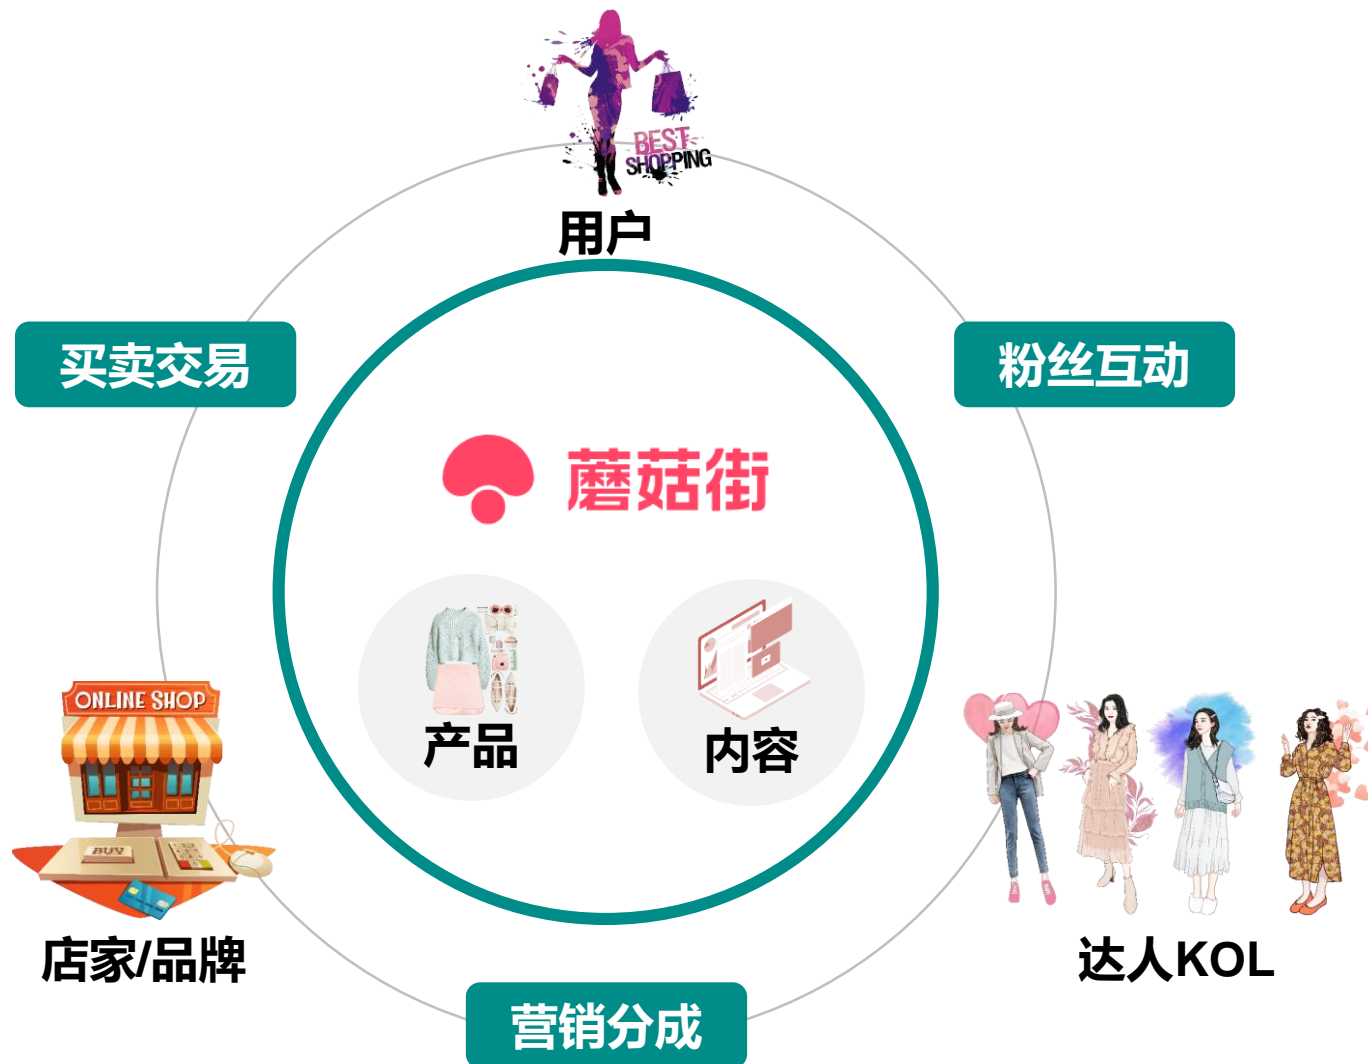 BEST
SHOPPING
用户
买卖交易
粉丝互动
蘑菇街
产品
内容
ONLINE SHOP
BUY
店家/品牌
达人KOL
营销分成